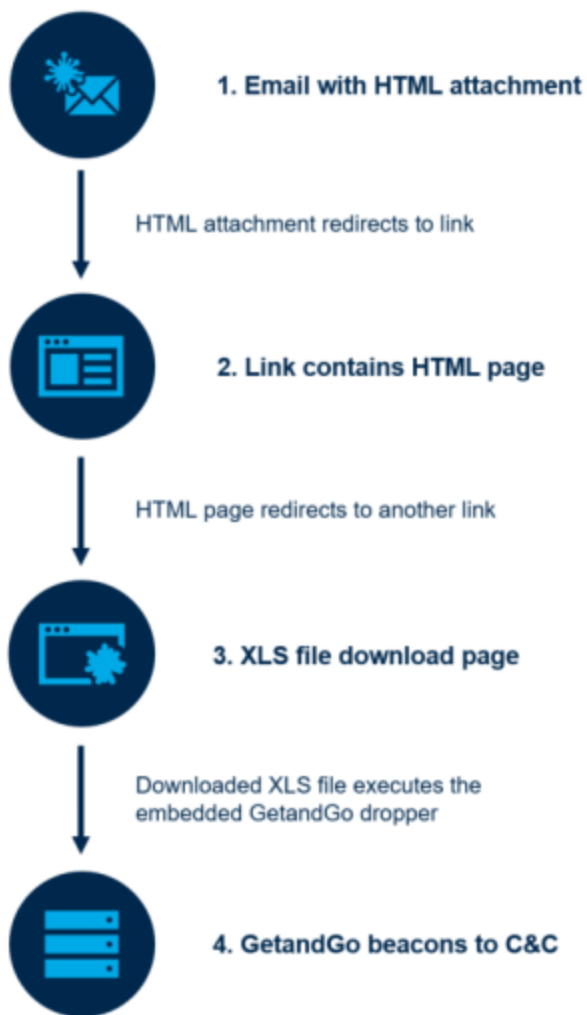 1. Email with HTML attachment
HTML attachment redirects to link
2. Link contains HTML page
HTML page redirects to another link
3. XLS file download page
Downloaded XLS file executes the
embedded GetandGo dropper
4. GetandGo beacons to C&C